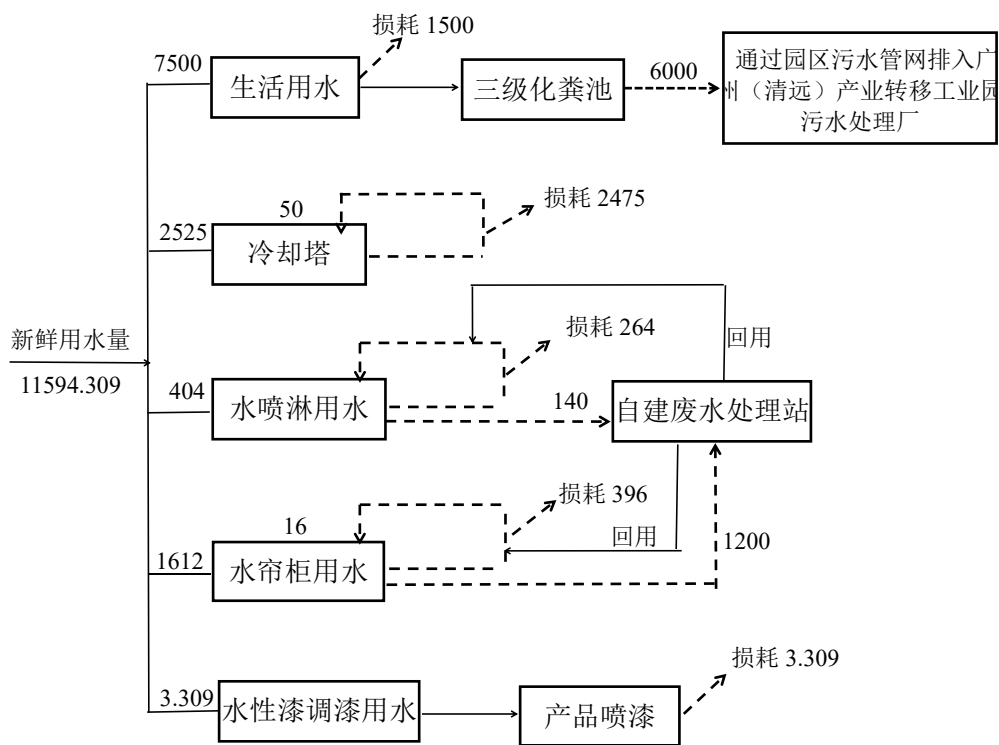 损耗 1500
7500
生活用水
三级化粪池
6000
通过园区污水管网排入广
州（清远）产业转移工业园
污水处理厂
50
损耗 2475
2525
冷却塔
新鲜用水量
11594.309
损耗 264
回用
404
水喷淋用水
140
自建废水处理站
损耗 396
16
回用
1200
1612
水帘柜用水
损耗 3.309
3.309
水性漆调漆用水
产品喷漆